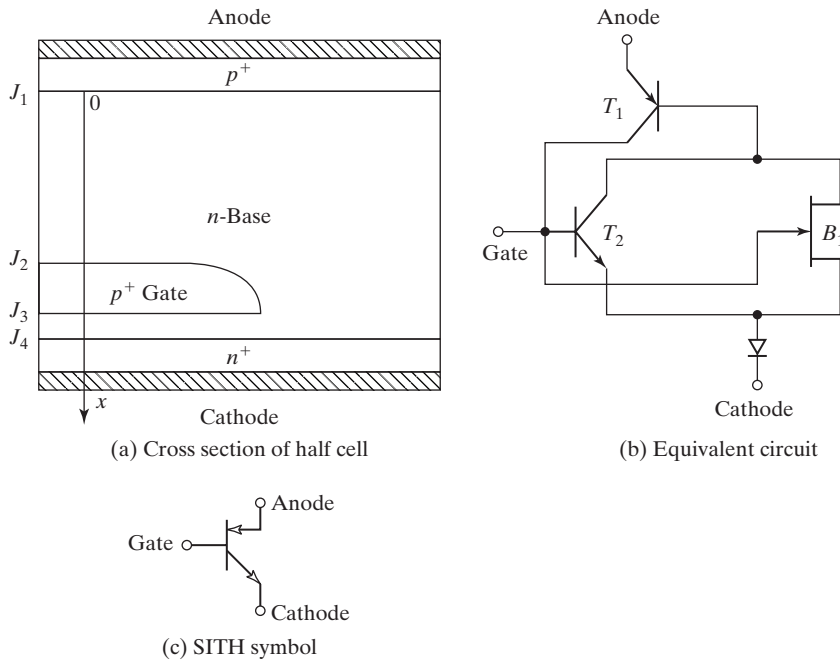 Anode
p+
J1
0
n-Base
J2
p+ Gate
J3
J4
n+
x
Cathode
(a) Cross section of half cell
Anode
T1
Gate
T2
Cathode
(b) Equivalent circuit
Anode
Gate
Cathode
(c) SITH symbol